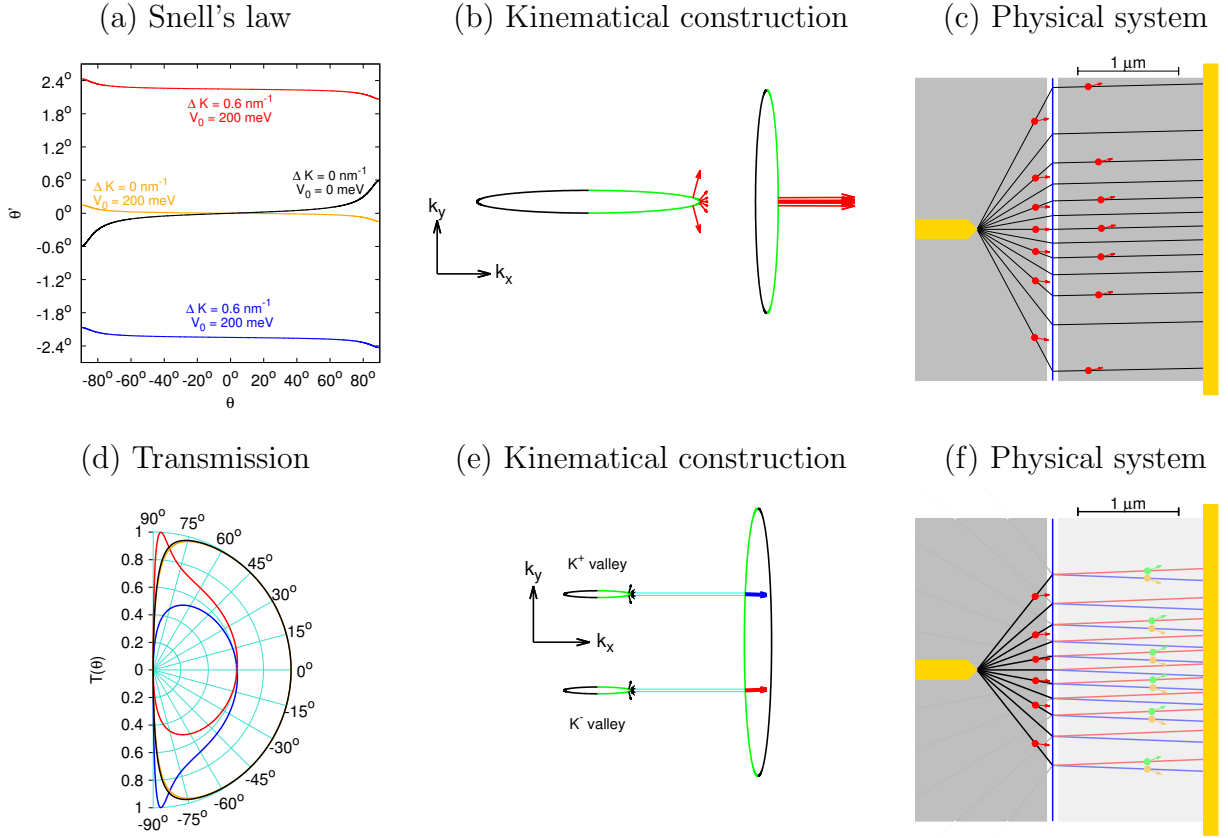 (a) Snell's law
(b) Kinematical construction
(c) Physical system
2.4°
1.8°
1.2°
0.6°
0°
-0.6°
-1.2°
-1.8°
-2.4°
θ'
Δ K = 0.6 nm⁻¹
V₀ = 200 meV
Δ K = 0 nm⁻¹
V₀ = 200 meV
Δ K = 0 nm⁻¹
V₀ = 0 meV
Δ K = 0.6 nm⁻¹
V₀ = 200 meV
-80° -60° -40° -20° 0° 20° 40° 60° 80°
θ
k_y
k_x
1 μm
(d) Transmission
(e) Kinematical construction
(f) Physical system
90°
75°
60°
45°
30°
15°
0°
-15°
-30°
-45°
-60°
-75°
-90°
1
0.8
0.6
0.4
0.2
0
0.2
0.4
0.6
0.8
1
T(θ)
K⁺ valley
k_y
k_x
K⁻ valley
1 μm